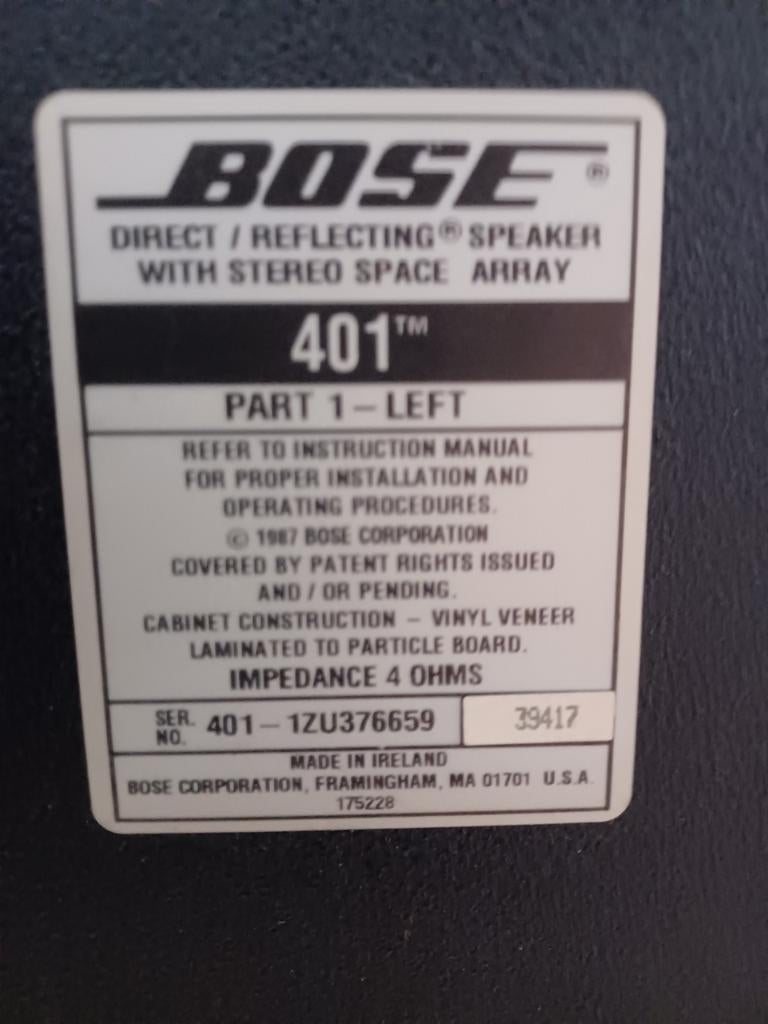 BOSE®
DIRECT / REFLECTING® SPEAKER
WITH STEREO SPACE ARRAY
401™
PART 1 – LEFT
REFER TO INSTRUCTION MANUAL
FOR PROPER INSTALLATION AND
OPERATING PROCEDURES.
© 1987 BOSE CORPORATION
COVERED BY PATENT RIGHTS ISSUED
AND / OR PENDING.
CABINET CONSTRUCTION – VINYL VENEER
LAMINATED TO PARTICLE BOARD.
IMPEDANCE 4 OHMS
SER. NO. 401 – 1ZU376659 39417
MADE IN IRELAND
BOSE CORPORATION, FRAMINGHAM, MA 01701 U.S.A.
175228